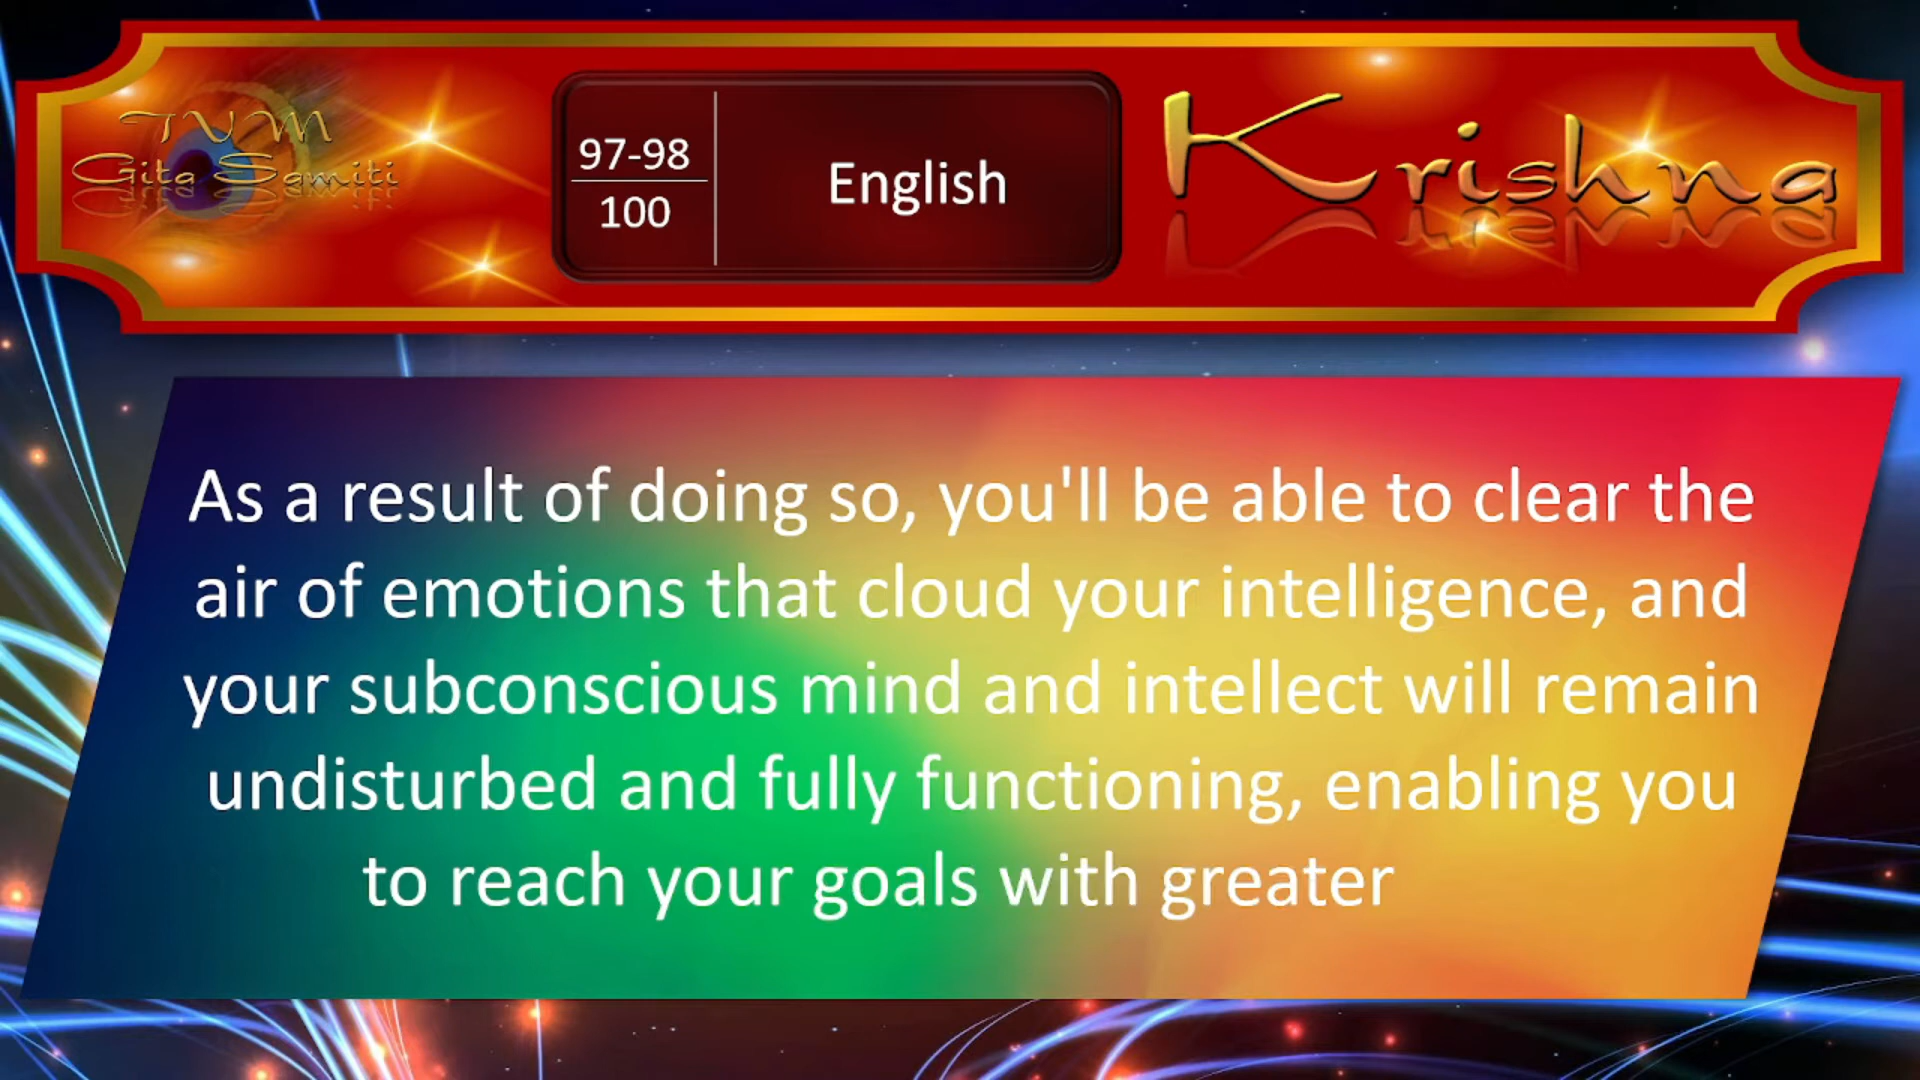 TVM
Gita Samiti
97-98
100
English
Krishna
As a result of doing so, you'll be able to clear the
air of emotions that cloud your intelligence, and
your subconscious mind and intellect will remain
undisturbed and fully functioning, enabling you
to reach your goals with greater